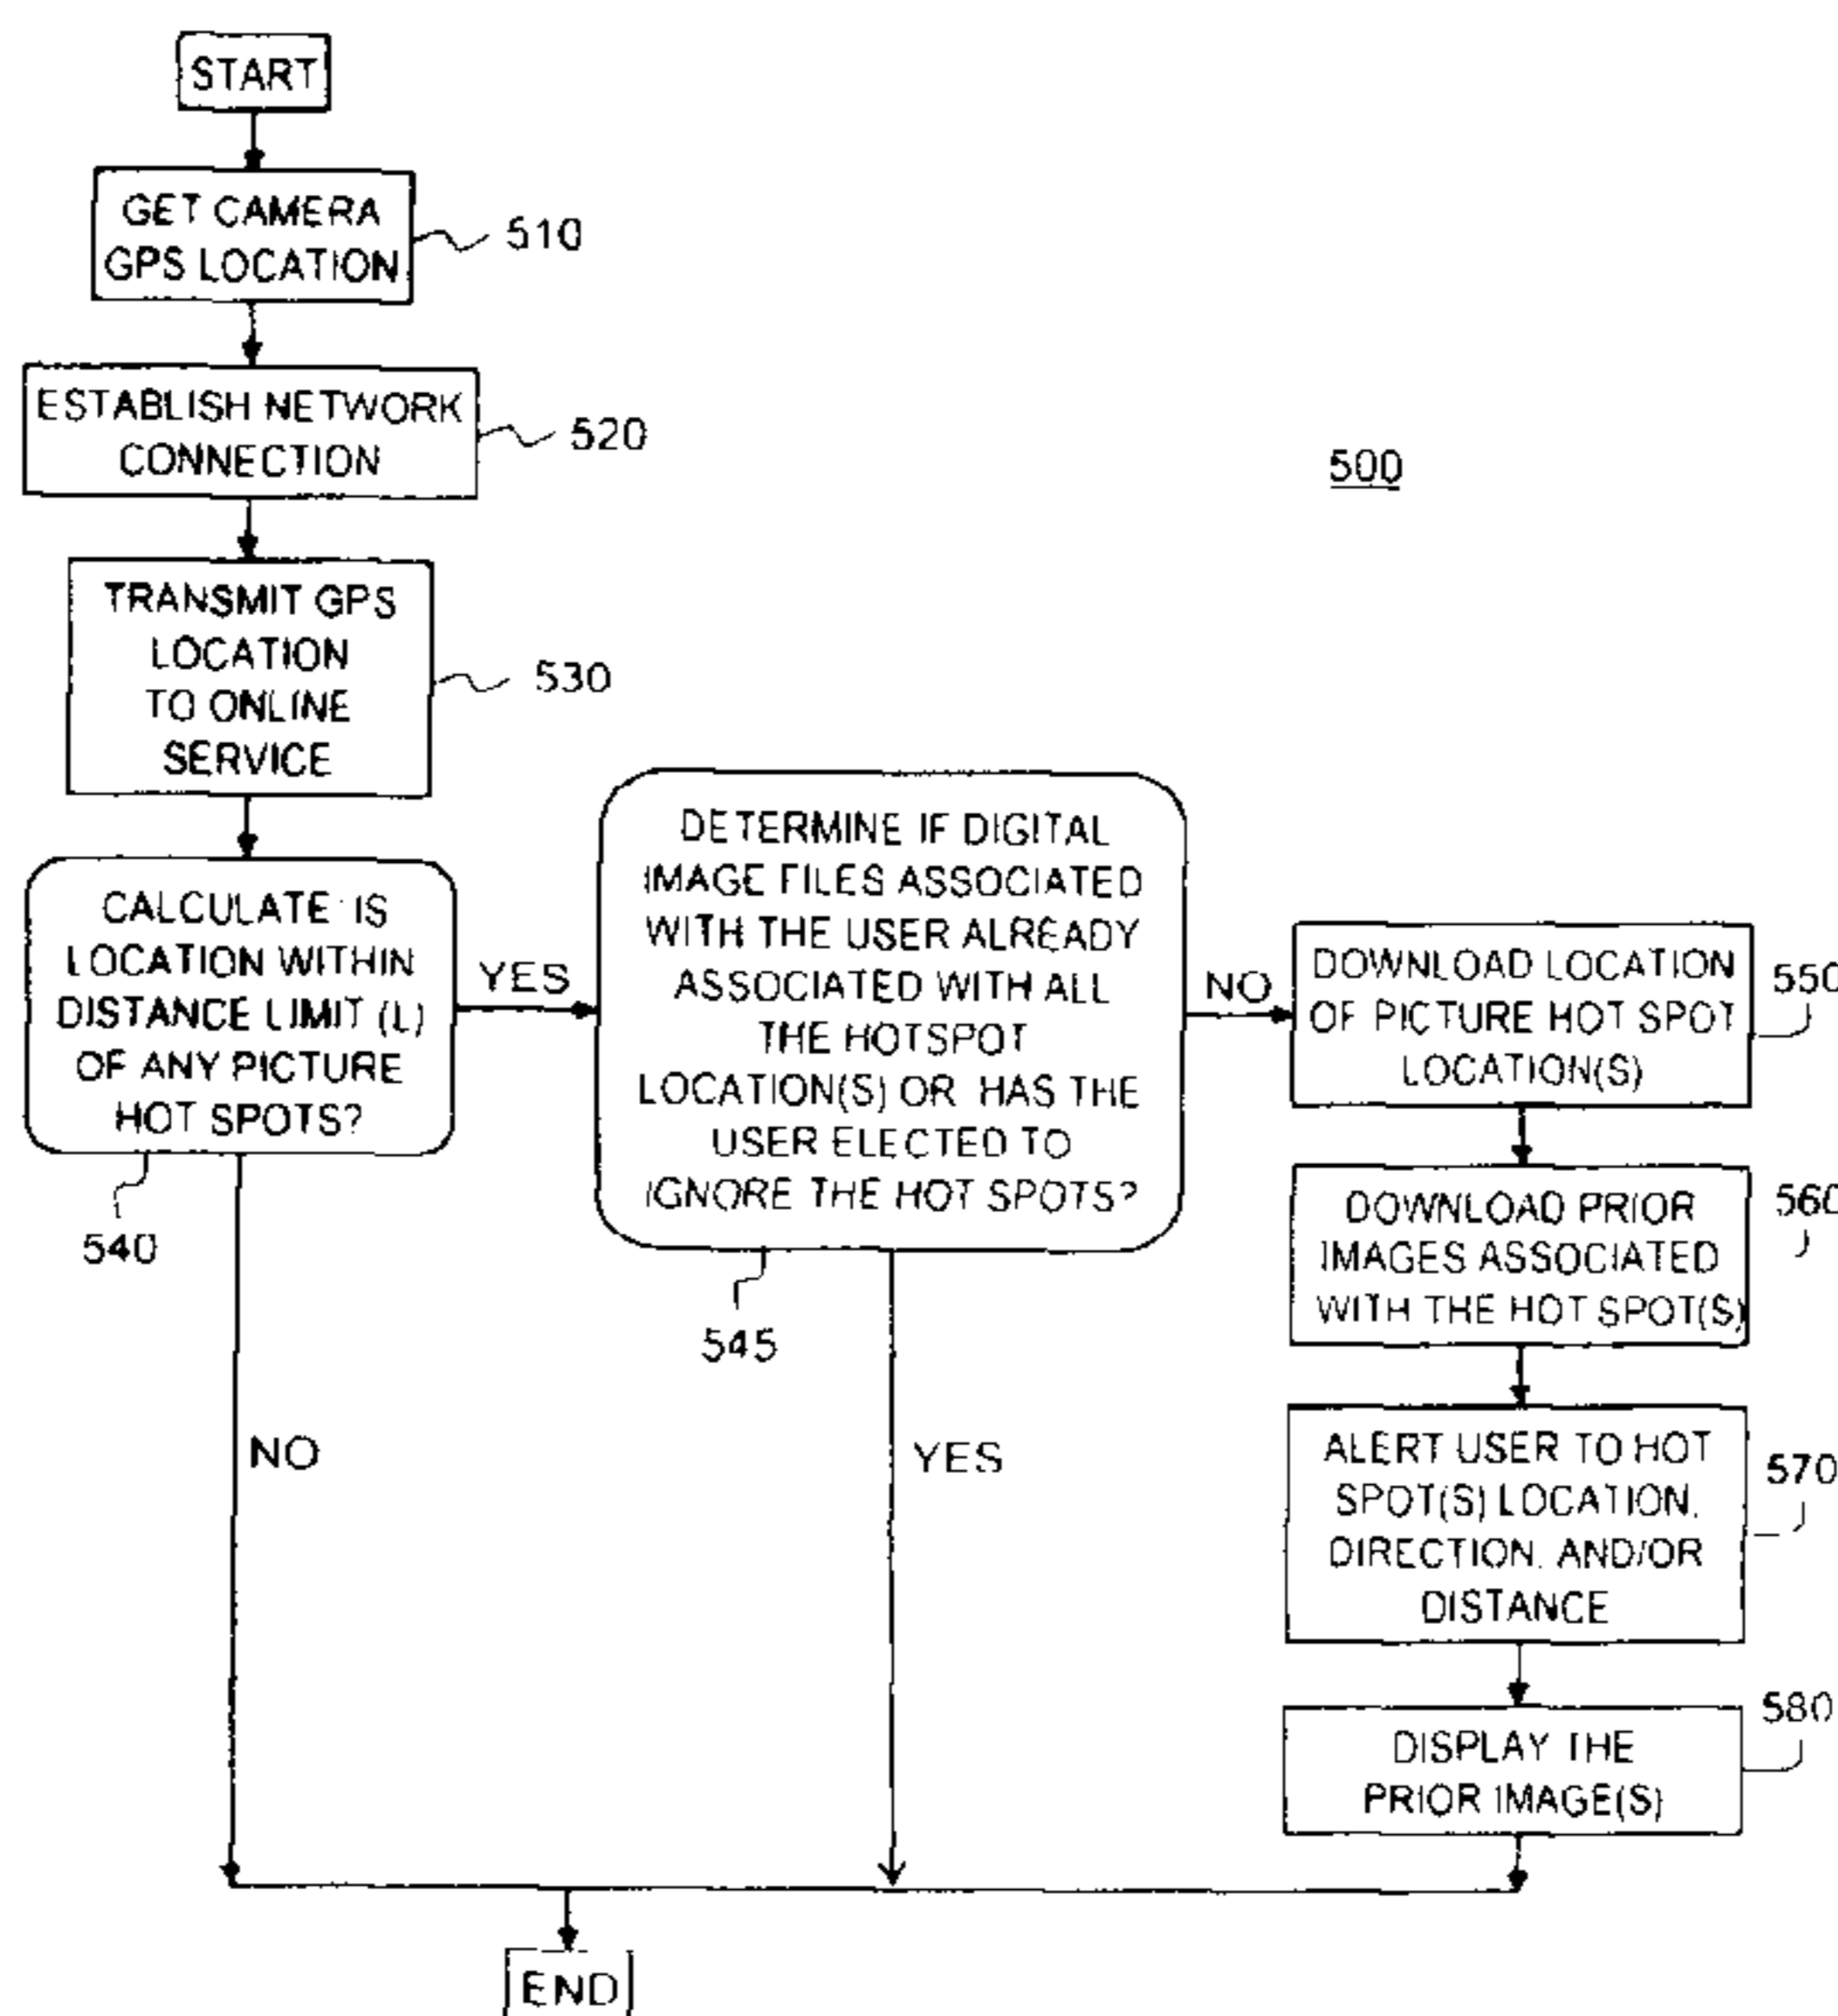 START
GET CAMERA
GPS LOCATION
510
ESTABLISH NETWORK
CONNECTION
520
500
TRANSMIT GPS
LOCATION
TO ONLINE
SERVICE
530
CALCULATE: IS
LOCATION WITHIN
DISTANCE LIMIT (L)
OF ANY PICTURE
HOT SPOTS?
540
YES
NO
DETERMINE IF DIGITAL
IMAGE FILES ASSOCIATED
WITH THE USER ALREADY
ASSOCIATED WITH ALL
THE HOTSPOT
LOCATION(S) OR HAS THE
USER ELECTED TO
IGNORE THE HOT SPOTS?
545
NO
YES
DOWNLOAD LOCATION
OF PICTURE HOT SPOT
LOCATION(S)
550
DOWNLOAD PRIOR
IMAGES ASSOCIATED
WITH THE HOT SPOT(S)
560
ALERT USER TO HOT
SPOT(S) LOCATION,
DIRECTION, AND/OR
DISTANCE
570
DISPLAY THE
PRIOR IMAGE(S)
580
END